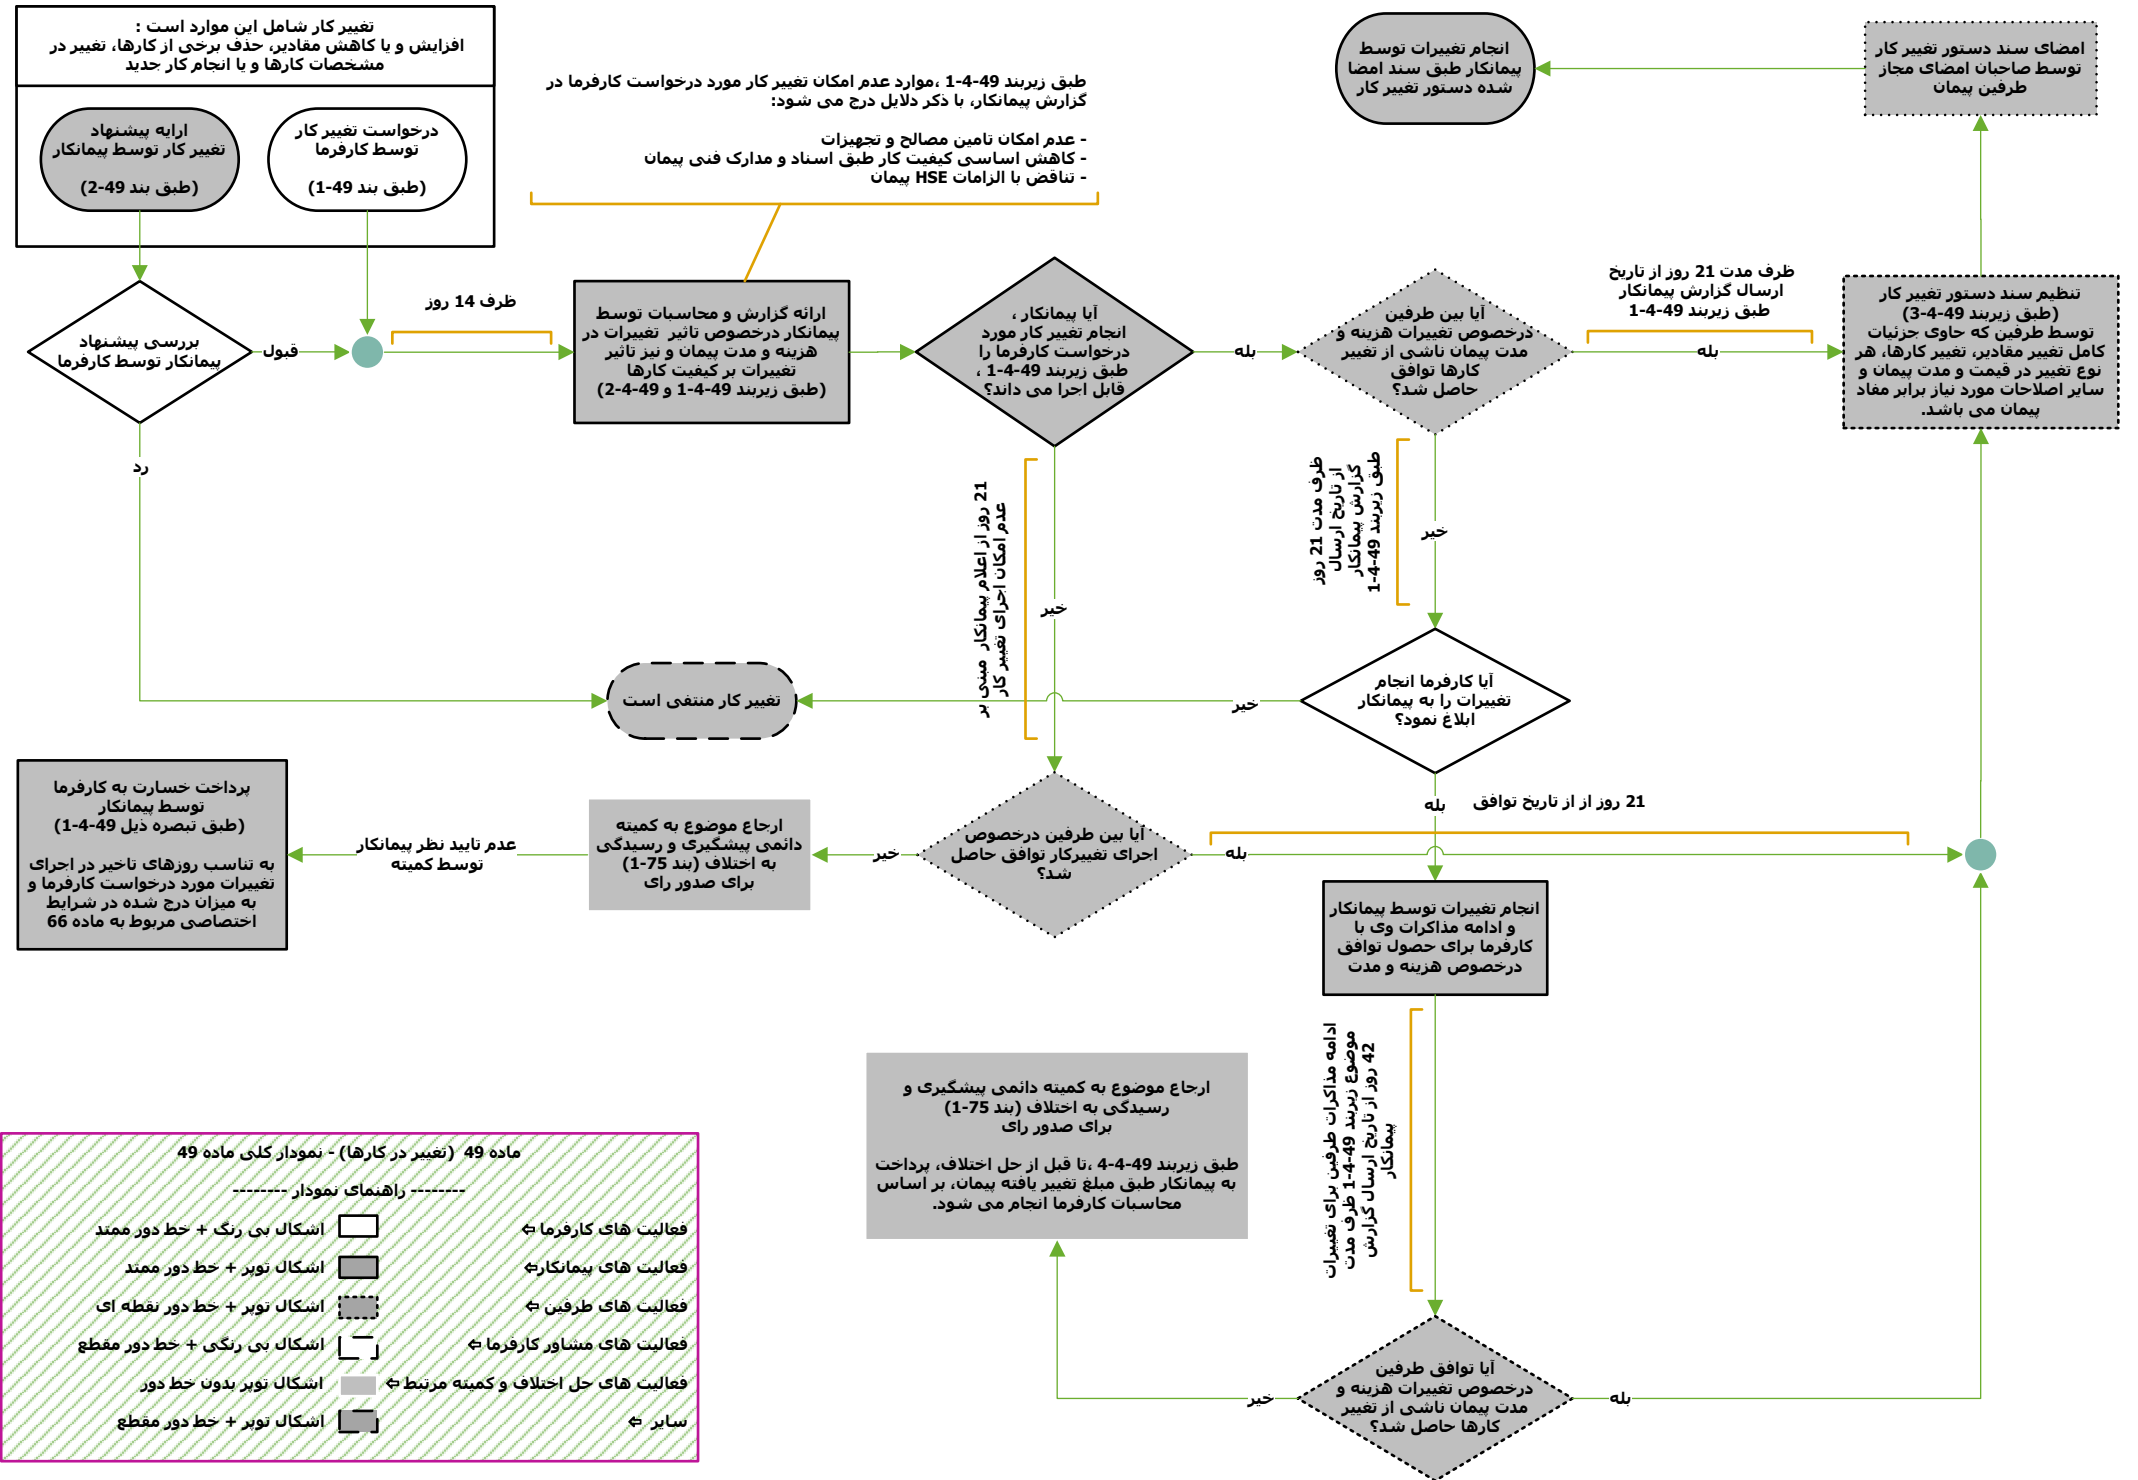 تغییر کار شامل این موارد است :
افزایش و یا کاهش مقادیر، حذف برخی از کارها، تغییر در
مشخصات کارها و یا انجام کار جدید
درخواست تغییر کار
توسط کارفرما
(طبق بند 49-1)
ارایه پیشنهاد
تغییر کار توسط پیمانکار
(طبق بند 49-2)
طبق زیربند 49-4-1 ،موارد عدم امکان تغییر کار مورد درخواست کارفرما در
گزارش پیمانکار، با ذکر دلایل درج می شود:
- عدم امکان تامین مصالح و تجهیزات
- کاهش اساسی کیفیت کار طبق اسناد و مدارک فنی پیمان
- تناقض با الزامات HSE پیمان
انجام تغییرات توسط
پیمانکار طبق سند امضا
شده دستور تغییر کار
امضای سند دستور تغییر کار
توسط صاحبان امضای مجاز
طرفین پیمان
بررسی پیشنهاد
پیمانکار توسط کارفرما
قبول
رد
ظرف 14 روز
ارائه گزارش و محاسبات توسط
پیمانکار درخصوص تاثیر تغییرات در
هزینه و مدت پیمان و نیز تاثیر
تغییرات بر کیفیت کارها
(طبق زیربند 49-4-1 و 49-4-2)
آیا پیمانکار ،
انجام تغییر کار مورد
درخواست کارفرما را
طبق زیربند 49-4-1 ،
قابل اجرا می داند؟
بله
آیا بین طرفین
درخصوص تغییرات هزینه و
مدت پیمان ناشی از تغییر
کارها توافق
حاصل شد؟
ظرف مدت 21 روز از تاریخ
ارسال گزارش پیمانکار
طبق زیربند 49-4-1
بله
تنظیم سند دستور تغییر کار
(طبق زیربند 49-4-3)
توسط طرفین که حاوی جزئیات
کامل تغییر مقادیر، تغییر کارها، هر
نوع تغییر در قیمت و مدت پیمان و
سایر اصلاحات مورد نیاز برابر مفاد
پیمان می باشد.
21 روز از اعلام پیمانکار مبنی بر
عدم امکان اجرای تغییر کار
خیر
ظرف مدت 21 روز
از تاریخ ارسال
گزارش پیمانکار
طبق زیربند 49-4-1
خیر
تغییر کار منتفی است
خیر
آیا کارفرما انجام
تغییرات را به پیمانکار
ابلاغ نمود؟
بله
21 روز از از تاریخ توافق
پرداخت خسارت به کارفرما
توسط پیمانکار
(طبق تبصره ذیل 49-4-1)
به تناسب روزهای تاخیر در اجرای
تغییرات مورد درخواست کارفرما و
به میزان درج شده در شرایط
اختصاصی مربوط به ماده 66
عدم تایید نظر پیمانکار
توسط کمیته
ارجاع موضوع به کمیته
دائمی پیشگیری و رسیدگی
به اختلاف (بند 75-1)
برای صدور رای
خیر
آیا بین طرفین درخصوص
اجرای تغییرکار توافق حاصل
شد؟
بله
انجام تغییرات توسط پیمانکار
و ادامه مذاکرات وی با
کارفرما برای حصول توافق
درخصوص هزینه و مدت
ادامه مذاکرات طرفین برای تغییرات
موضوع زیربند 49-4-1 ظرف مدت
42 روز از تاریخ ارسال گزارش
پیمانکار
ارجاع موضوع به کمیته دائمی پیشگیری و
رسیدگی به اختلاف (بند 75-1)
برای صدور رای
طبق زیربند 49-4-4 ،تا قبل از حل اختلاف، پرداخت
به پیمانکار طبق مبلغ تغییر یافته پیمان، بر اساس
محاسبات کارفرما انجام می شود.
خیر
آیا توافق طرفین
درخصوص تغییرات هزینه و
مدت پیمان ناشی از تغییر
کارها حاصل شد؟
بله
ماده 49 (تغییر در کارها) - نمودار کلی ماده 49
-------- راهنمای نمودار --------
فعالیت های کارفرما ⇦ اشکال بی رنگ + خط دور ممتد
فعالیت های پیمانکار⇦ اشکال توپر + خط دور ممتد
فعالیت های طرفین ⇦ اشکال توپر + خط دور نقطه ای
فعالیت های مشاور کارفرما ⇦ اشکال بی رنگی + خط دور مقطع
فعالیت های حل اختلاف و کمیته مرتبط ⇦ اشکال توپر بدون خط دور
سایر ⇦ اشکال توپر + خط دور مقطع